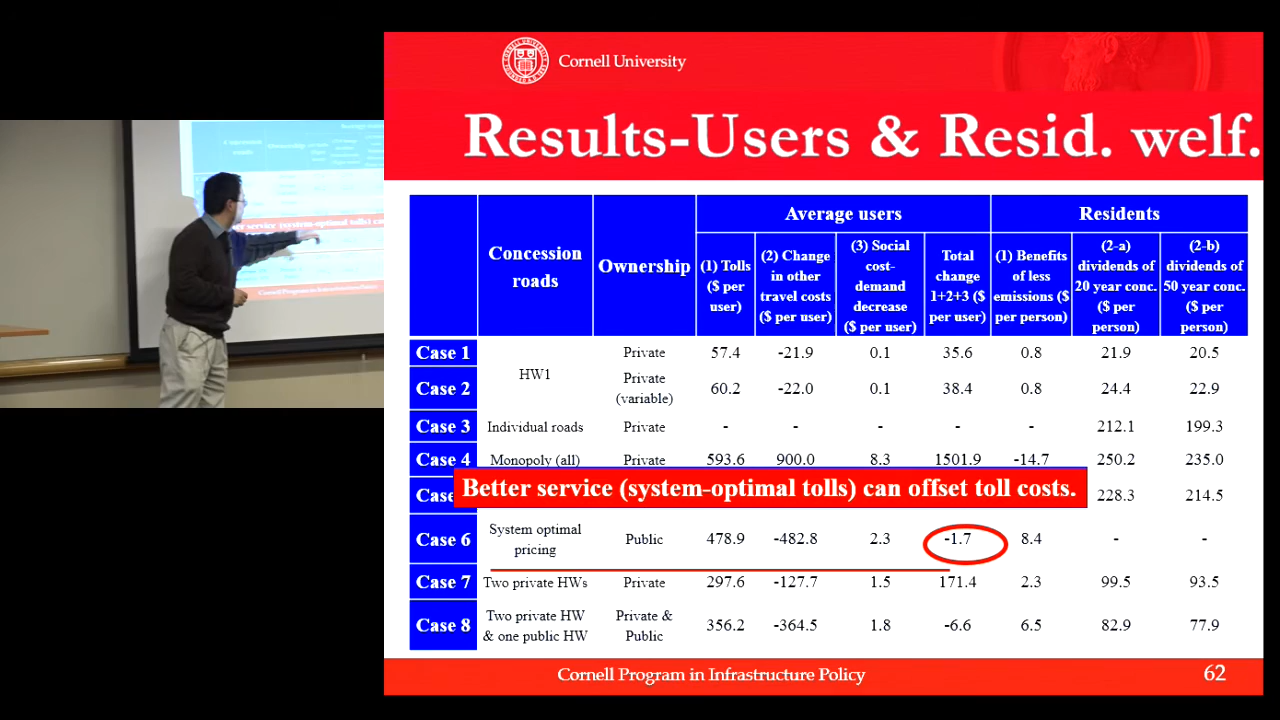 Cornell University
Results-Users & Resid. welf.
Average users
Residents
Concession
roads
Ownership
(1) Tolls
($ per
user)
(2) Change
in other
travel costs
($ per user)
(3) Social
cost-
demand
decrease
($ per user)
Total
change
1+2+3 ($
per user)
(1) Benefits
of less
emissions ($
per person)
(2-a)
dividends of
20 year conc.
($ per
person)
(2-b)
dividends of
50 year conc.
($ per
person)
Case 1
HW1
Private
57.4
-21.9
0.1
35.6
0.8
21.9
20.5
Case 2
Private
(variable)
60.2
-22.0
0.1
38.4
0.8
24.4
22.9
Case 3
Individual roads
Private
-
-
-
-
-
212.1
199.3
Case 4
Monopoly (all)
Private
593.6
900.0
8.3
1501.9
-14.7
250.2
235.0
Case
Better service (system-optimal tolls) can offset toll costs.
228.3
214.5
Case 6
System optimal
pricing
Public
478.9
-482.8
2.3
-1.7
8.4
-
-
Case 7
Two private HWs
Private
297.6
-127.7
1.5
171.4
2.3
99.5
93.5
Case 8
Two private HW
& one public HW
Private &
Public
356.2
-364.5
1.8
-6.6
6.5
82.9
77.9
Cornell Program in Infrastructure Policy
62